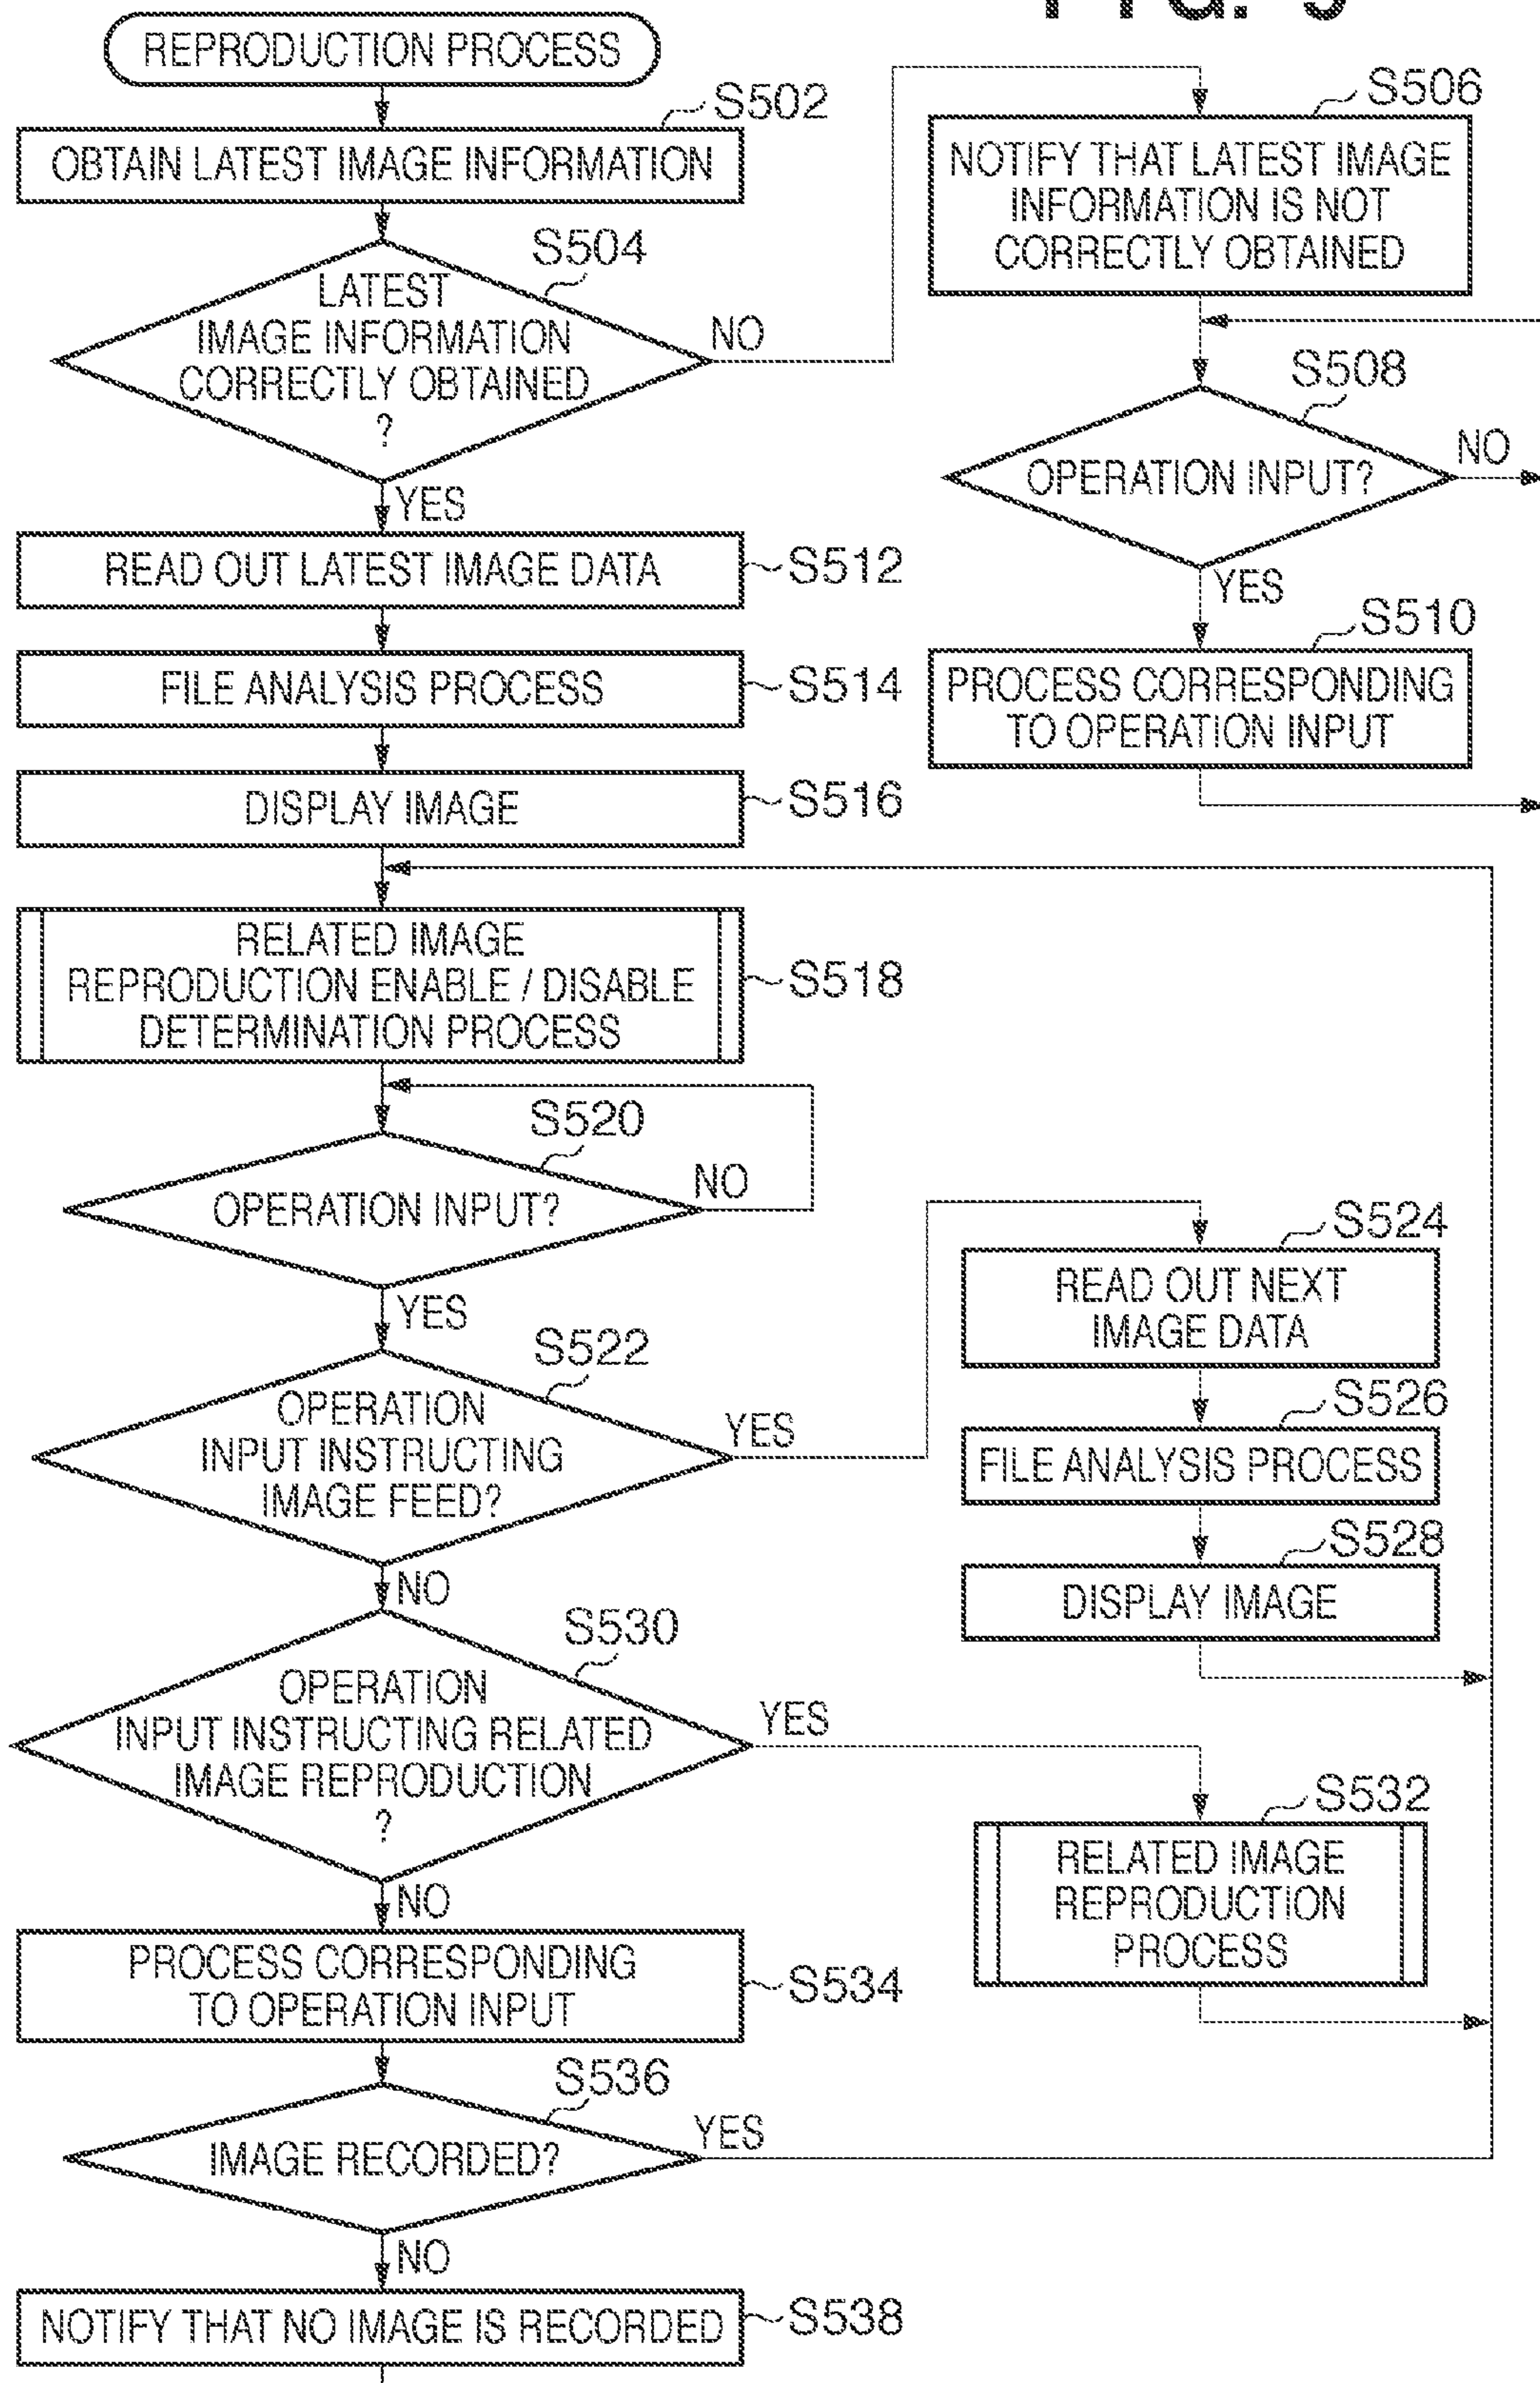 REPRODUCTION PROCESS
S502
OBTAIN LATEST IMAGE INFORMATION
S504
LATEST
IMAGE INFORMATION
CORRECTLY OBTAINED
?
NO
YES
S506
NOTIFY THAT LATEST IMAGE
INFORMATION IS NOT
CORRECTLY OBTAINED
S508
OPERATION INPUT?
NO
YES
S510
PROCESS CORRESPONDING
TO OPERATION INPUT
READ OUT LATEST IMAGE DATA
S512
FILE ANALYSIS PROCESS
S514
DISPLAY IMAGE
S516
RELATED IMAGE
REPRODUCTION ENABLE / DISABLE
DETERMINATION PROCESS
S518
S520
OPERATION INPUT?
NO
YES
S522
OPERATION
INPUT INSTRUCTING
IMAGE FEED?
YES
NO
S524
READ OUT NEXT
IMAGE DATA
S526
FILE ANALYSIS PROCESS
S528
DISPLAY IMAGE
S530
OPERATION
INPUT INSTRUCTING RELATED
IMAGE REPRODUCTION
?
YES
NO
S532
RELATED IMAGE
REPRODUCTION
PROCESS
PROCESS CORRESPONDING
TO OPERATION INPUT
S534
S536
IMAGE RECORDED?
YES
NO
NOTIFY THAT NO IMAGE IS RECORDED
S538